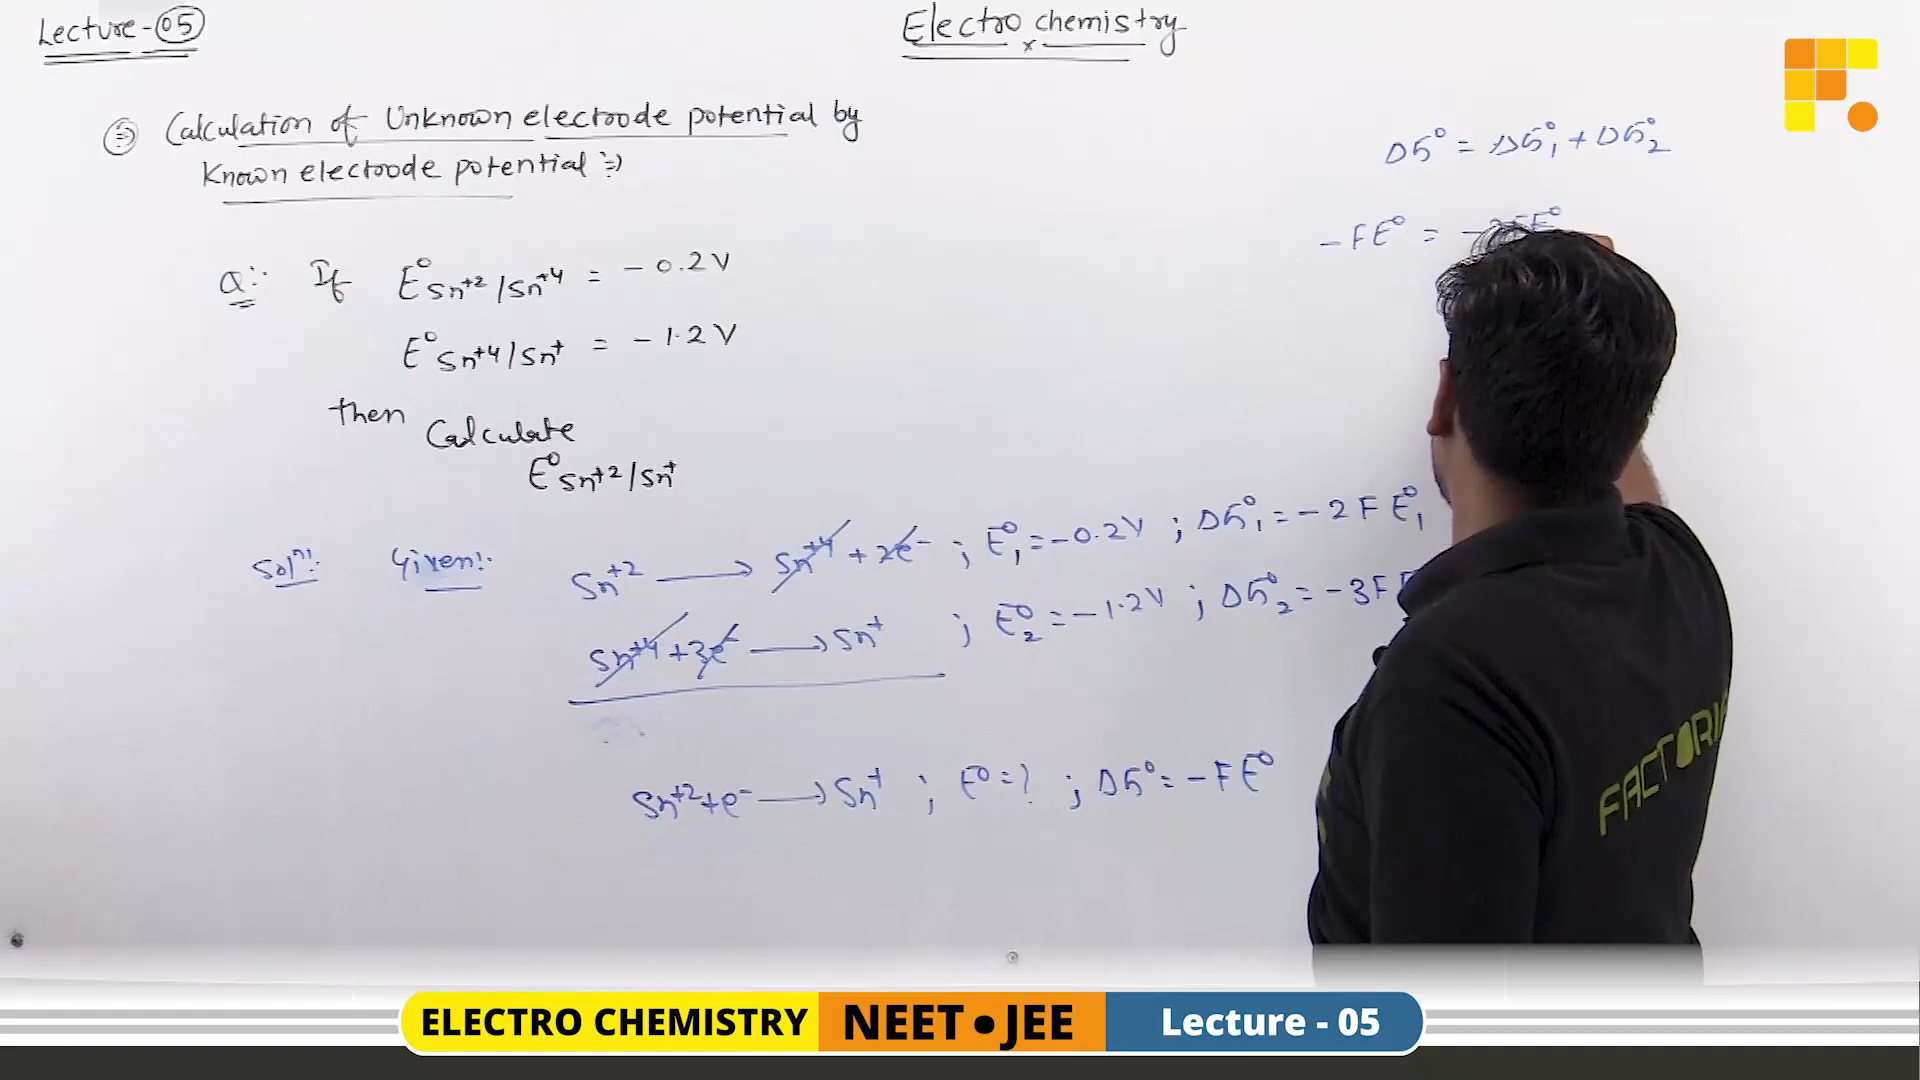 Lecture-05
Electro chemistry
Calculation of Unknown electrode potential by
Known electrode potential :-)
ΔG° = ΔG°₁ + ΔG°₂
-FE° = -2FE°
Q:- If E°Sn+2/Sn+4 = -0.2V
E°Sn+4/Sn+ = -1.2V
then Calculate
E°Sn+2/Sn+
Solⁿ: Given:- Sn+2 ⟶ Sn+4 + 2e- ; E°₁ = -0.2V ; ΔG°₁ = -2FE°₁
Sn+4 + 3e- ⟶ Sn+ ; E°₂ = -1.2V ; ΔG°₂ = -3F
Sn+2 + e- ⟶ Sn+ ; E° = ? ; ΔG° = -FE°
ELECTRO CHEMISTRY NEET • JEE Lecture - 05